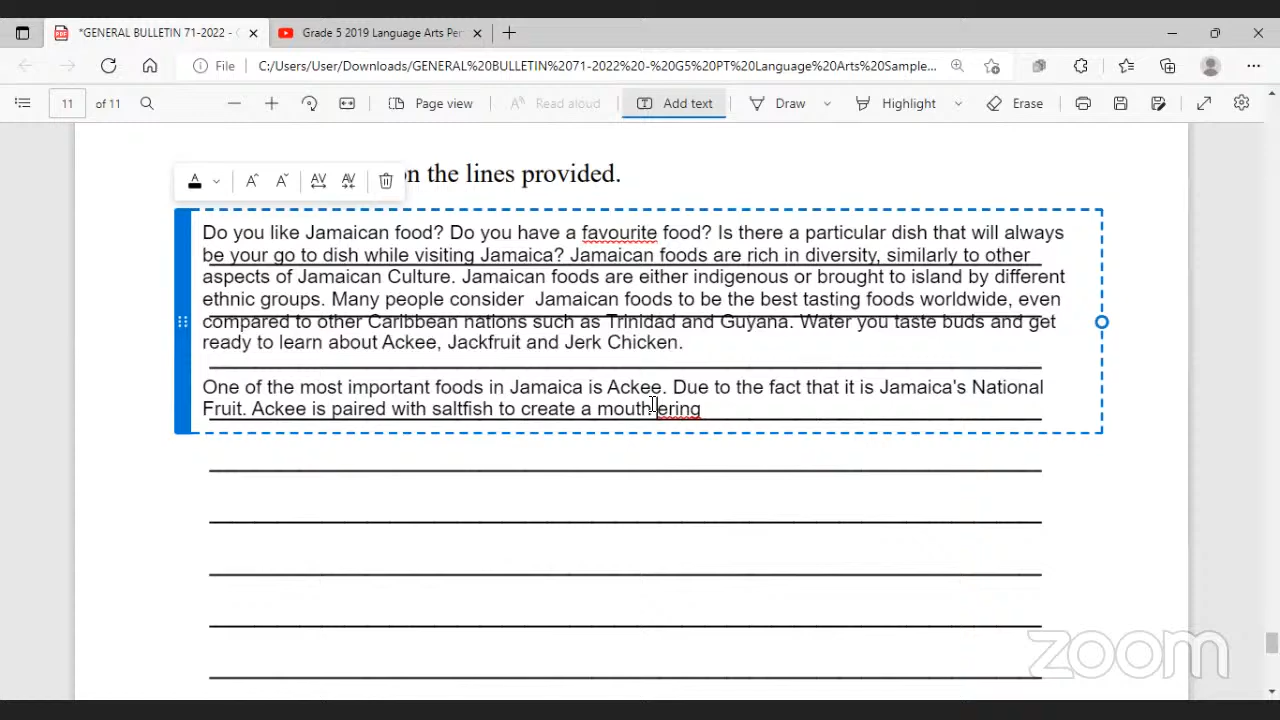 *GENERAL BULLETIN 71-2022 -
Grade 5 2019 Language Arts Per
File
C:/Users/User/Downloads/GENERAL%20BULLETIN%2071-2022%20-%20G5%20PT%20Language%20Arts%20Sample...
11 of 11
Page view
Read aloud
Add text
Draw
Highlight
Erase
on the lines provided.
A A A AV AV
Do you like Jamaican food? Do you have a favourite food? Is there a particular dish that will always
be your go to dish while visiting Jamaica? Jamaican foods are rich in diversity, similarly to other
aspects of Jamaican Culture. Jamaican foods are either indigenous or brought to island by different
ethnic groups. Many people consider  Jamaican foods to be the best tasting foods worldwide, even
compared to other Caribbean nations such as Trinidad and Guyana. Water you taste buds and get
ready to learn about Ackee, Jackfruit and Jerk Chicken.
One of the most important foods in Jamaica is Ackee. Due to the fact that it is Jamaica's National
Fruit. Ackee is paired with saltfish to create a mouth ering
zoom